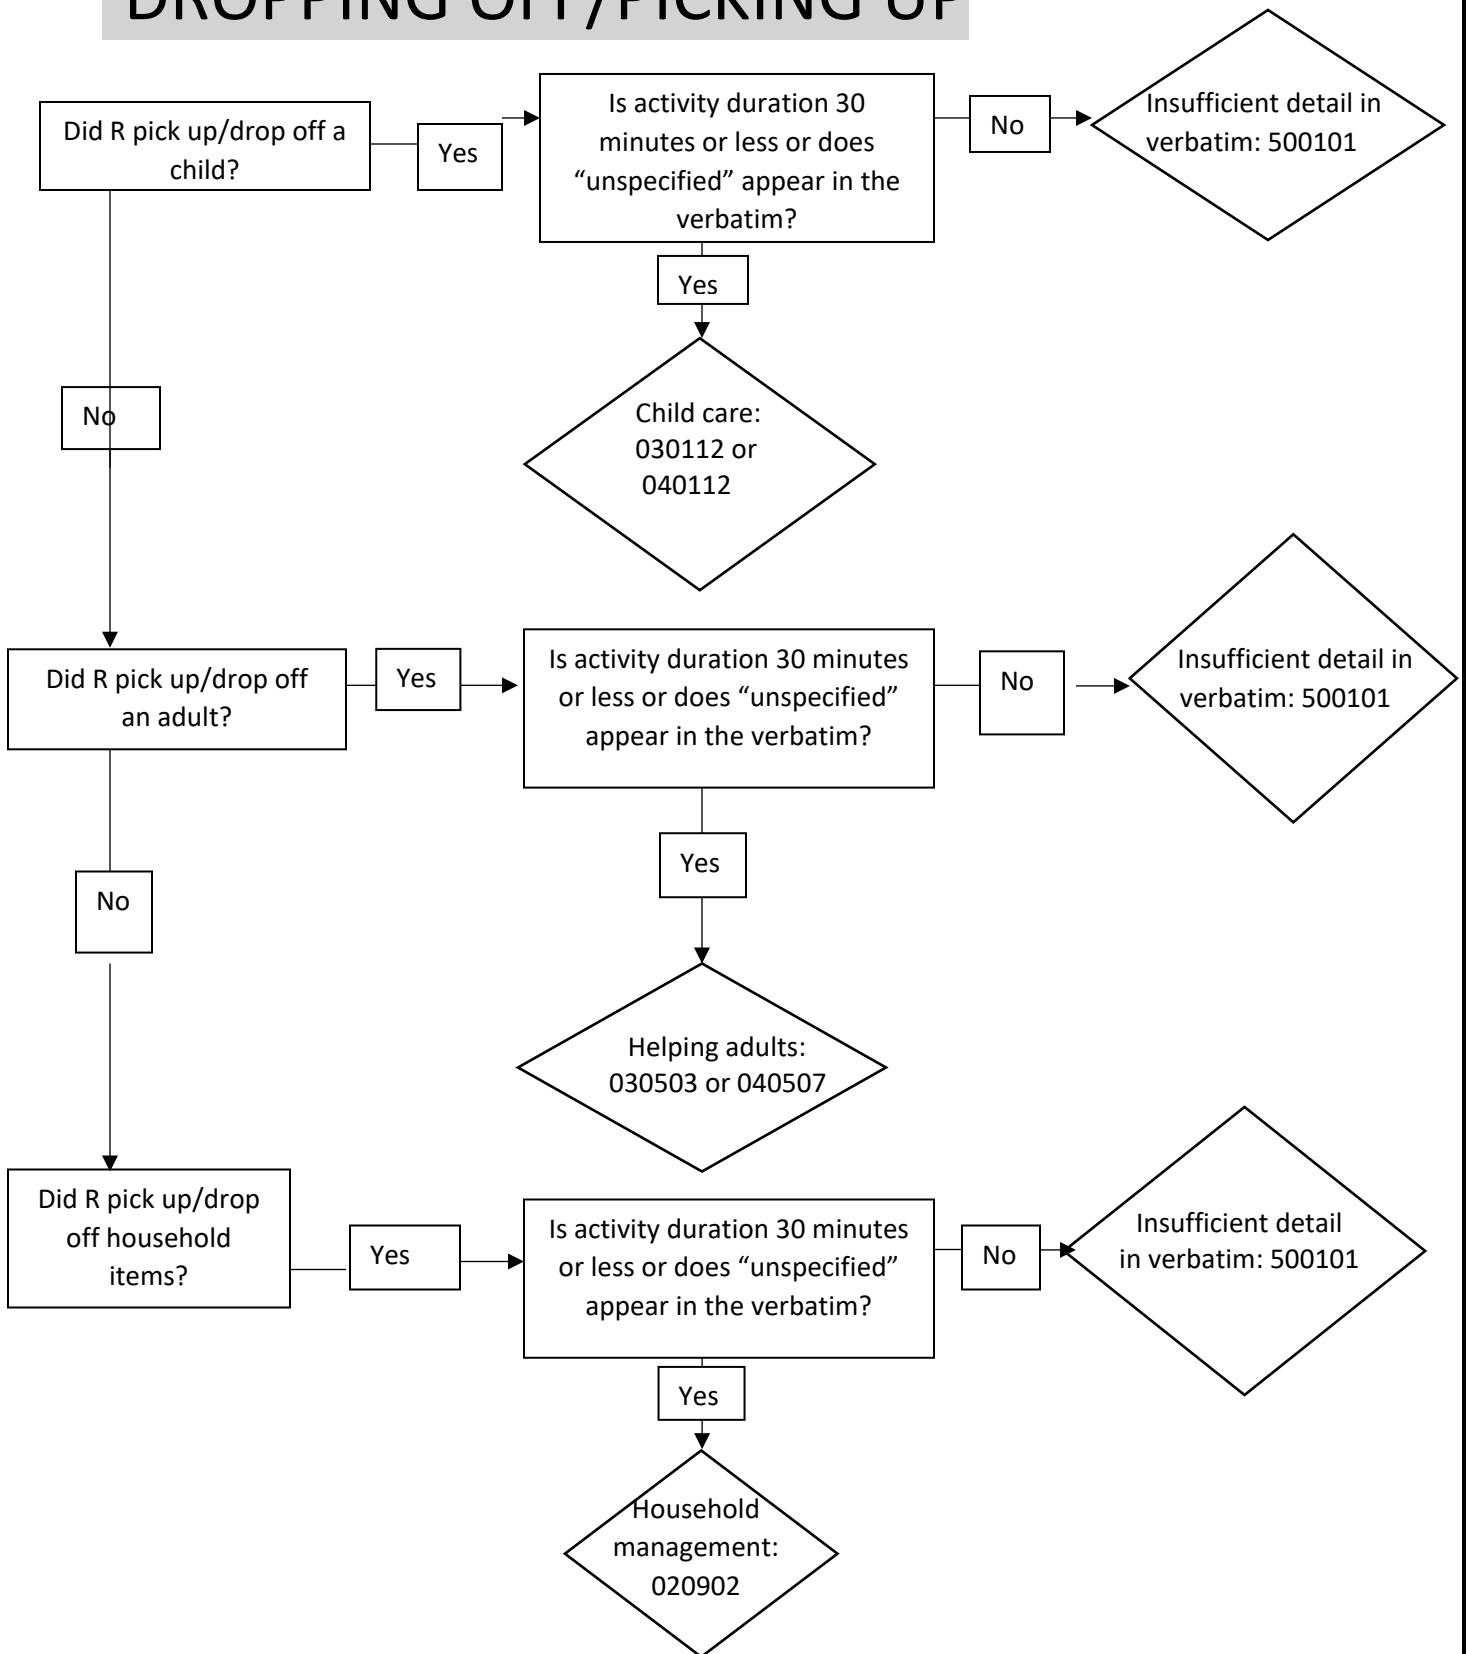 DROPPING OFF/PICKING UP
Did R pick up/drop off a
child?
Yes
Is activity duration 30
minutes or less or does
“unspecified” appear in the
verbatim?
No
Insufficient detail in
verbatim: 500101
Yes
Child care:
030112 or
040112
No
Did R pick up/drop off
an adult?
Yes
Is activity duration 30 minutes
or less or does “unspecified”
appear in the verbatim?
No
Insufficient detail in
verbatim: 500101
Yes
Helping adults:
030503 or 040507
No
Did R pick up/drop
off household
items?
Yes
Is activity duration 30 minutes
or less or does “unspecified”
appear in the verbatim?
No
Insufficient detail
in verbatim: 500101
Yes
Household
management:
020902